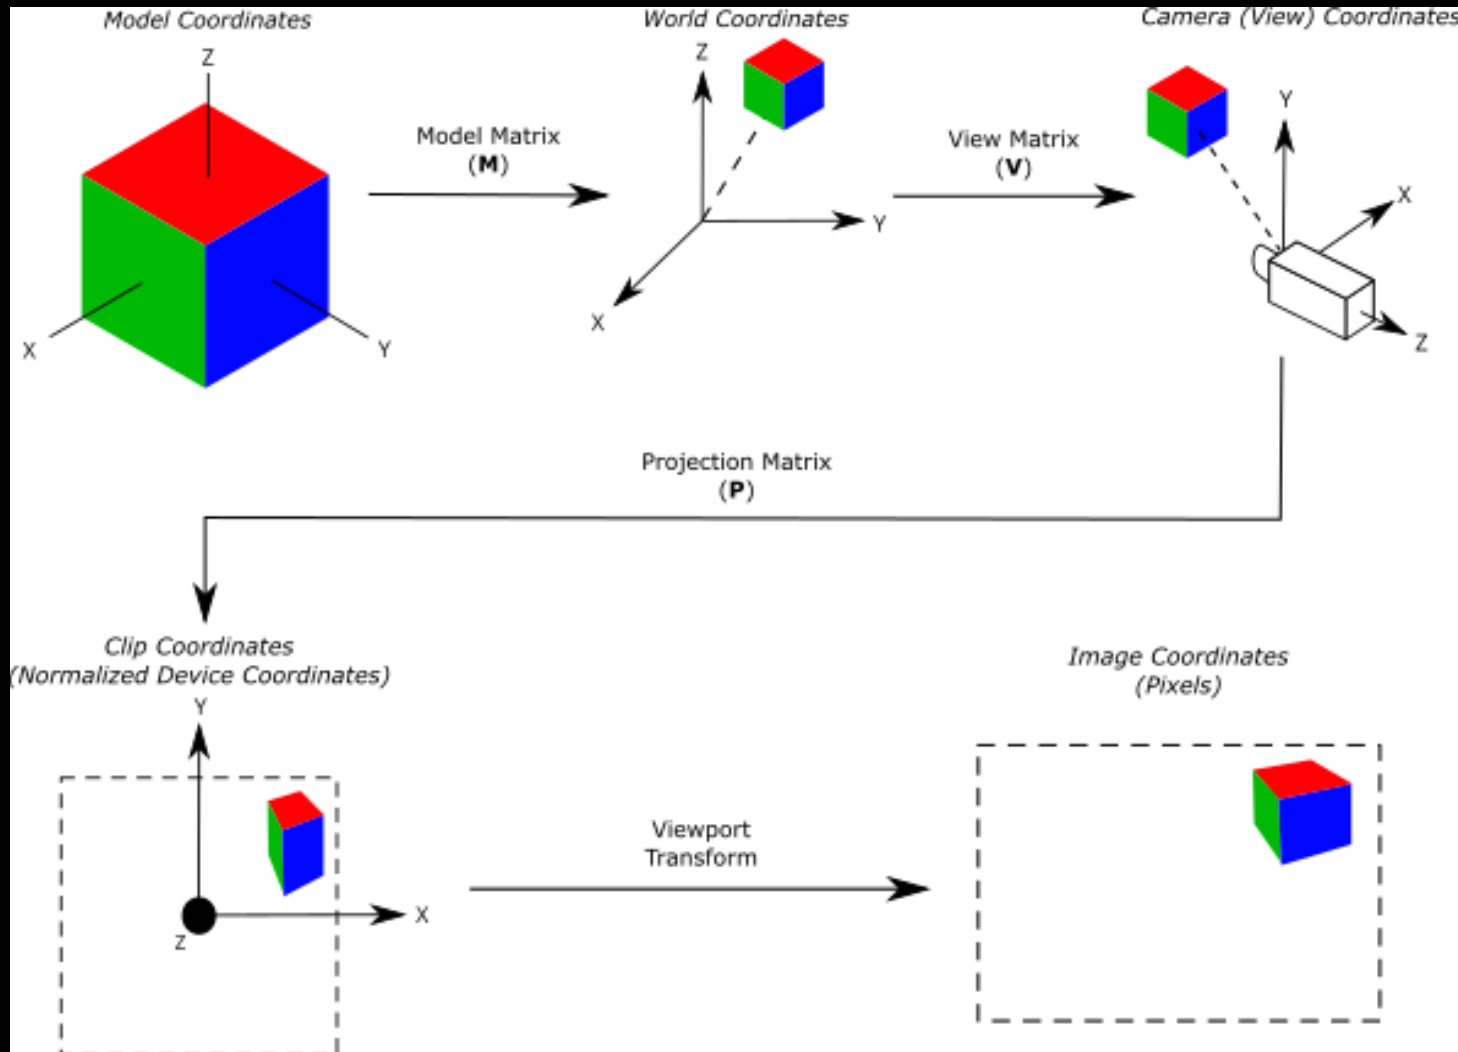 Model Coordinates
World Coordinates
Camera (View) Coordinates
Z
X
Y
Model Matrix
(M)
Z
Y
X
View Matrix
(V)
Y
X
Z
Projection Matrix
(P)
Clip Coordinates
(Normalized Device Coordinates)
Y
X
Z
Viewport
Transform
Image Coordinates
(Pixels)